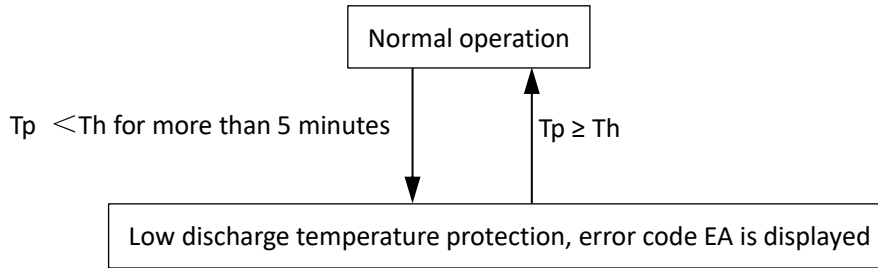 Normal operation
Tp ＜Th for more than 5 minutes
Tp ≥ Th
Low discharge temperature protection, error code EA is displayed